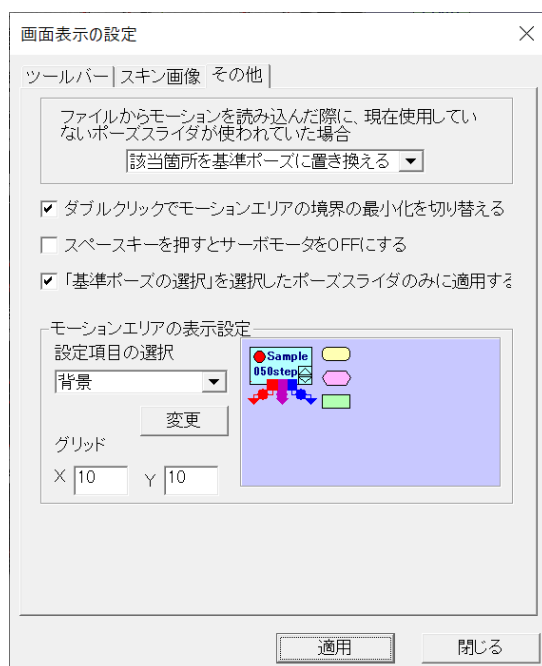 画面表示の設定
ツールバー スキン画像 その他
ファイルからモーションを読み込んだ際に、現在使用してい
ないポーズスライダが使われていた場合
該当箇所を基準ポーズに置き換える
ダブルクリックでモーションエリアの境界の最小化を切り替える
スペースキーを押すとサーボモータをOFFにする
「基準ポーズの選択」を選択したポーズスライダのみに適用する
モーションエリアの表示設定
設定項目の選択
背景
変更
グリッド
X 10 Y 10
Sample
050step
適用 閉じる